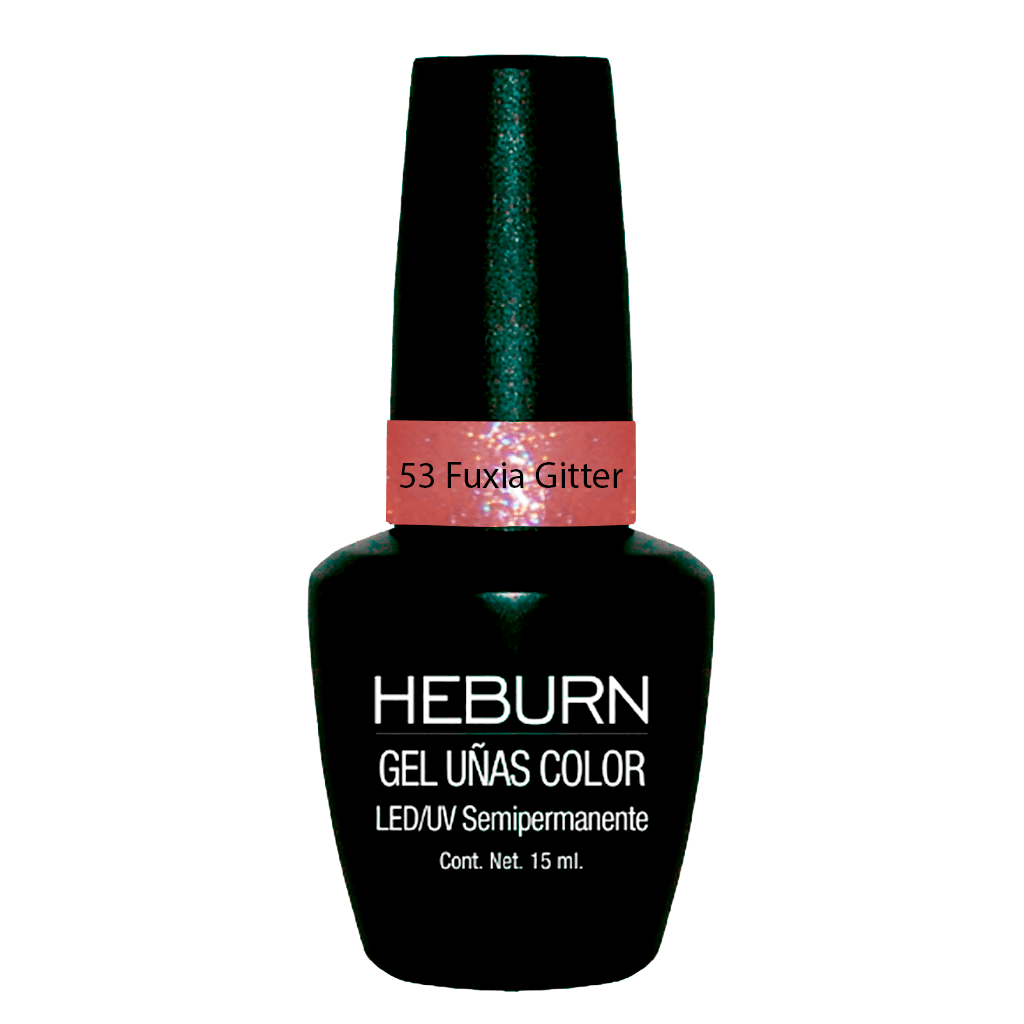 53 Fuxia Gitter
HEBURN
GEL UÑAS COLOR
LED/UV Semipermanente
Cont. Net. 15 ml.